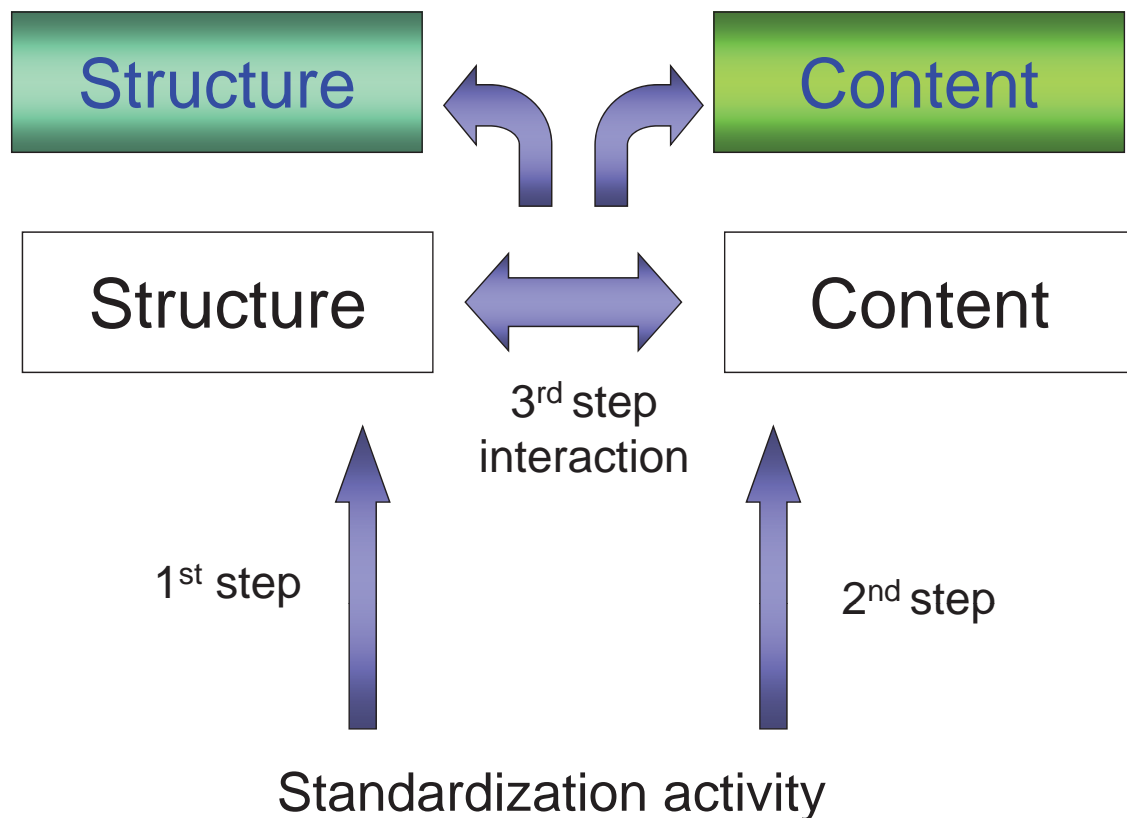 Structure
Content
Structure
Content
3rd step
interaction
1st step
2nd step
Standardization activity